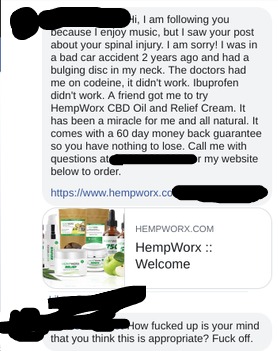 Hi, I am following you
because I enjoy music, but I saw your post
about your spinal injury. I am sorry! I was in
a bad car accident 2 years ago and had a
bulging disc in my neck. The doctors had
me on codeine, it didn't work. Ibuprofen
didn't work. A friend got me to try
HempWorx CBD Oil and Relief Cream. It
has been a miracle for me and all natural. It
comes with a 60 day money back guarantee
so you have nothing to lose. Call me with
questions at r my website
below to order.
https://www.hempworx.co
HEMPWORX.COM
HempWorx ::
Welcome
How fucked up is your mind
that you think this is appropriate? Fuck off.